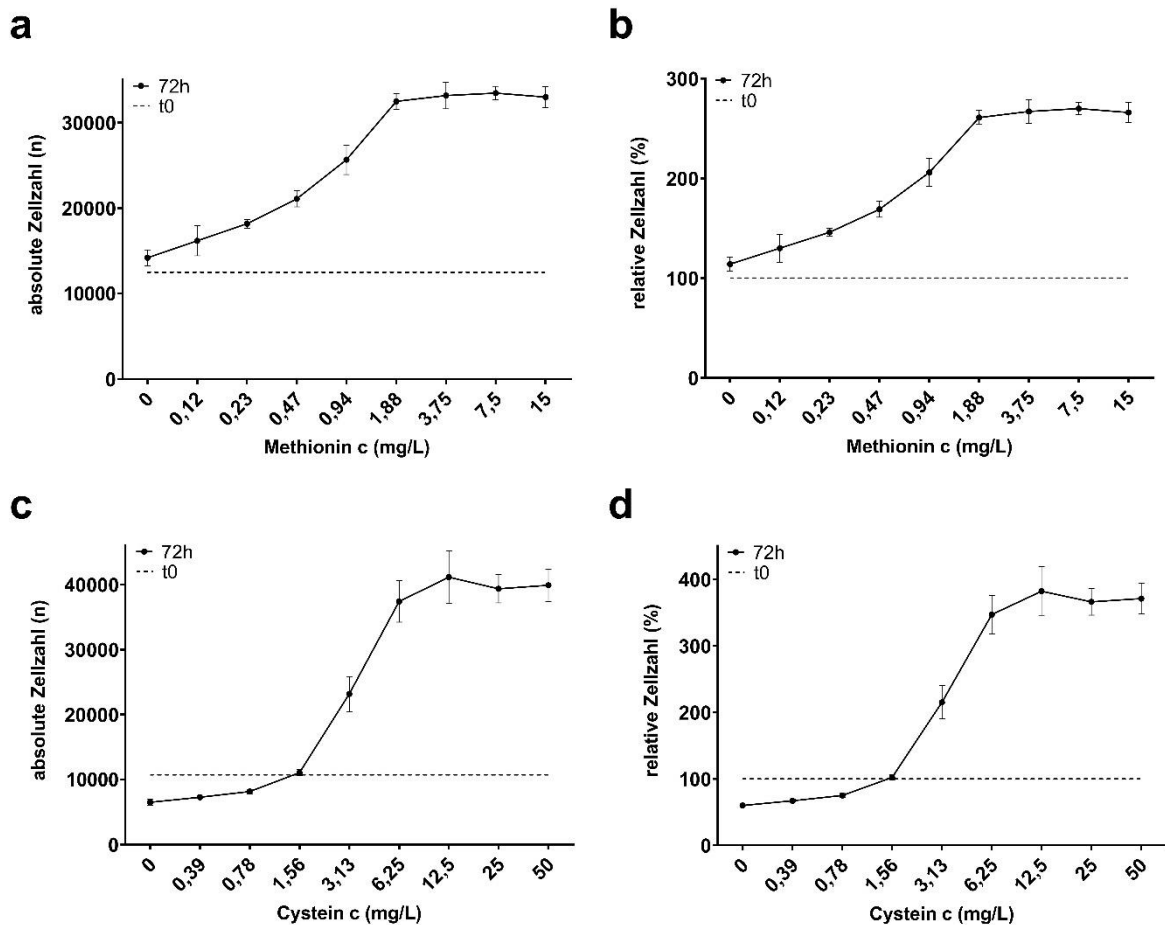 a
72h
t0
absolute Zellzahl (n)
30000
20000
10000
0
0
0,12
0,23
0,47
0,94
1,88
3,75
7,5
15
Methionin c (mg/L)
b
72h
t0
relative Zellzahl (%)
300
200
100
0
0
0,12
0,23
0,47
0,94
1,88
3,75
7,5
15
Methionin c (mg/L)
c
72h
t0
absolute Zellzahl (n)
40000
30000
20000
10000
0
0
0,39
0,78
1,56
3,13
6,25
12,5
25
50
Cystein c (mg/L)
d
72h
t0
relative Zellzahl (%)
400
300
200
100
0
0
0,39
0,78
1,56
3,13
6,25
12,5
25
50
Cystein c (mg/L)